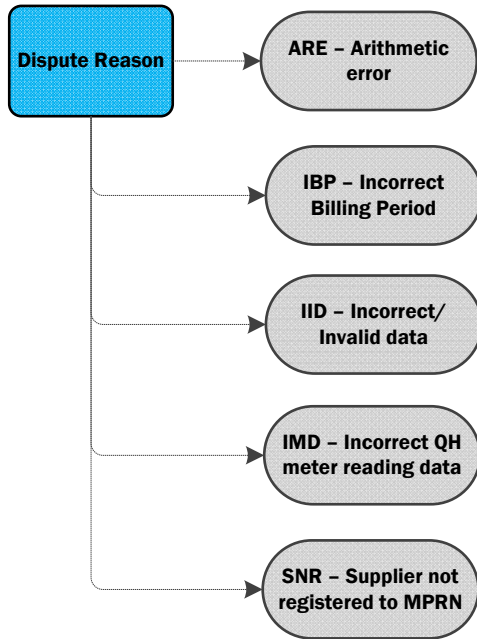 Dispute Reason
ARE – Arithmetic
error
IBP – Incorrect
Billing Period
IID – Incorrect/
Invalid data
IMD – Incorrect QH
meter reading data
SNR – Supplier not
registered to MPRN